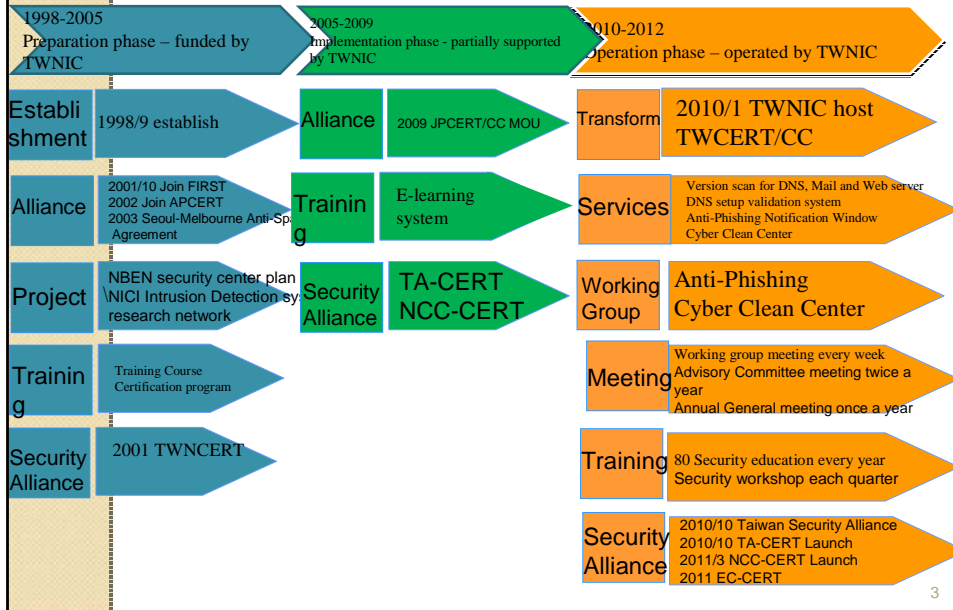 1998-2005
Preparation phase – funded by
TWNIC
2005-2009
Implementation phase - partially supported
by TWNIC
2010-2012
Operation phase – operated by TWNIC
Establi
shment
1998/9 establish
Alliance
2001/10 Join FIRST
2002 Join APCERT
2003 Seoul-Melbourne Anti-Spa
Agreement
Project
NBEN security center plan
\NICI Intrusion Detection sys
research network
Trainin
g
Training Course
Certification program
Security
Alliance
2001 TWNCERT
Alliance
2009 JPCERT/CC MOU
Trainin
g
E-learning
system
Security
Alliance
TA-CERT
NCC-CERT
Transform
2010/1 TWNIC host
TWCERT/CC
Services
Version scan for DNS, Mail and Web server
DNS setup validation system
Anti-Phishing Notification Window
Cyber Clean Center
Working
Group
Anti-Phishing
Cyber Clean Center
Meeting
Working group meeting every week
Advisory Committee meeting twice a
year
Annual General meeting once a year
Training
80 Security education every year
Security workshop each quarter
Security
Alliance
2010/10 Taiwan Security Alliance
2010/10 TA-CERT Launch
2011/3 NCC-CERT Launch
2011 EC-CERT
3